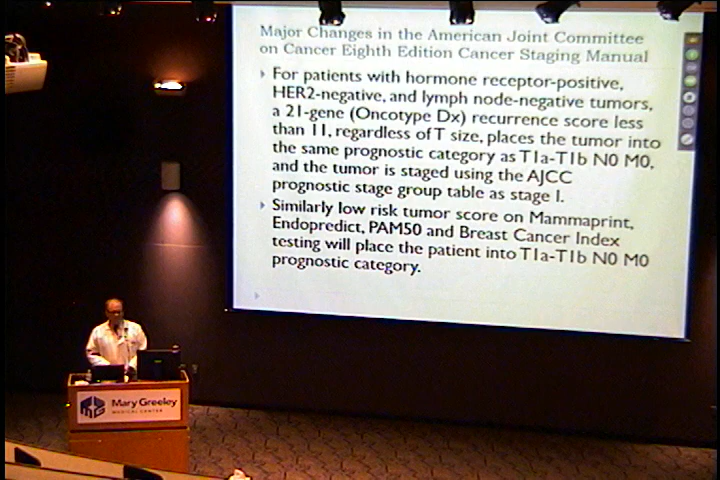 Major Changes in the American Joint Committee
on Cancer Eighth Edition Cancer Staging Manual
For patients with hormone receptor-positive,
HER2-negative, and lymph node-negative tumors,
a 21-gene (Oncotype Dx) recurrence score less
than 11, regardless of T size, places the tumor into
the same prognostic category as T1a-T1b N0 M0,
and the tumor is staged using the AJCC
prognostic stage group table as stage I.
Similarly low risk tumor score on Mammaprint,
Endopredict, PAM50 and Breast Cancer Index
testing will place the patient into T1a-T1b N0 M0
prognostic category.
Mary Greeley
MEDICAL CENTER